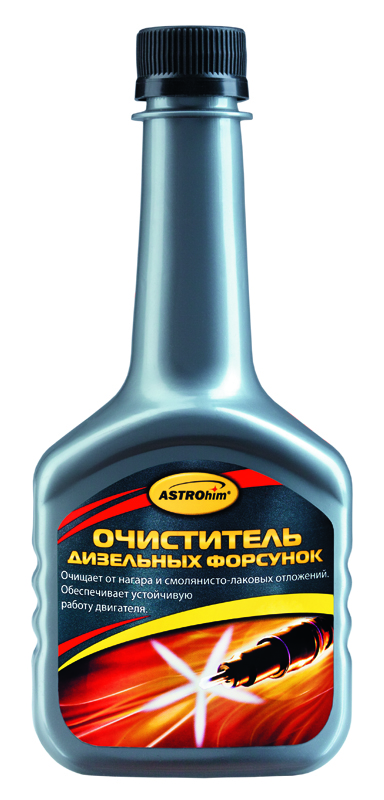 ASTROhim®
ОЧИСТИТЕЛЬ
ДИЗЕЛЬНЫХ ФОРСУНОК
Очищает от нагара и смолянисто-лаковых отложений.
Обеспечивает устойчивую
работу двигателя.